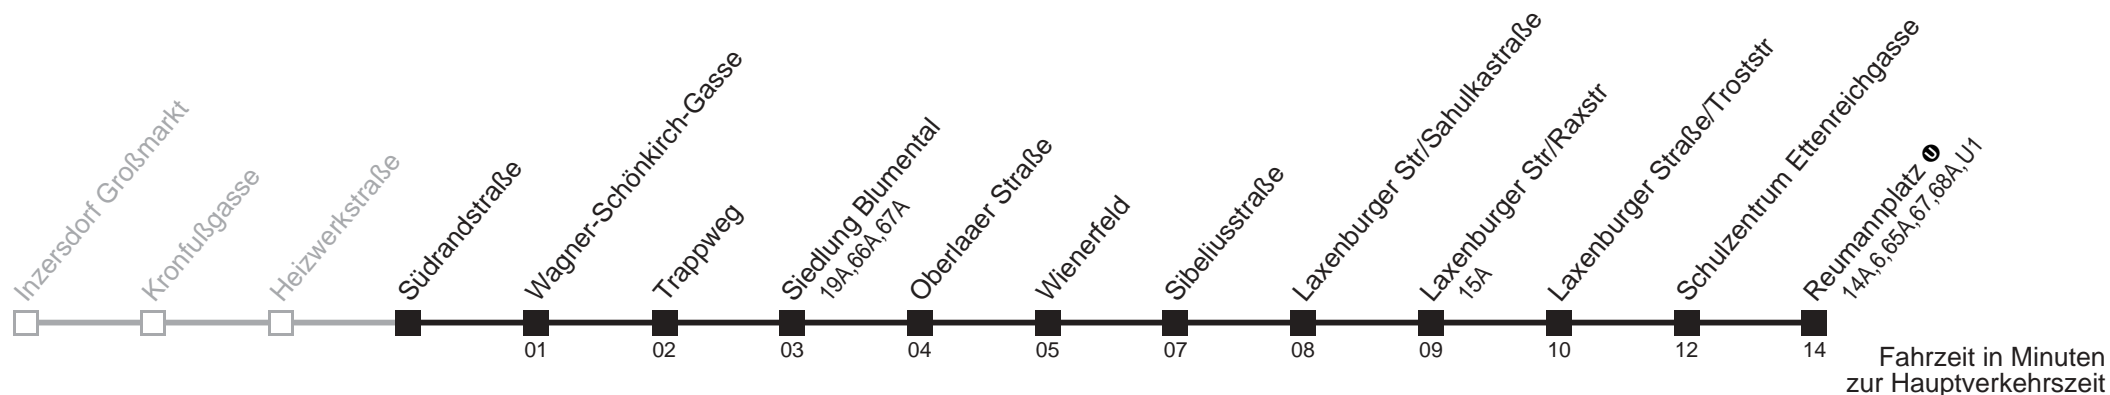 Inzersdorf Großmarkt
Kronfußgasse
Heizwerkstraße
Südrandstraße
Wagner-Schönkirch-Gasse
Trappweg
Siedlung Blumental
19A,66A,67A
Oberlaaer Straße
Wienerfeld
Sibeliusstraße
Laxenburger Str/Sahulkastraße
Laxenburger Str/Raxstr
15A
Laxenburger Straße/Troststr
Schulzentrum Ettenreichgasse
Reumannplatz U
14A,6,65A,67,68A,U1
01 02 03 04 05 07 08 09 10 12 14
Fahrzeit in Minuten
zur Hauptverkehrszeit